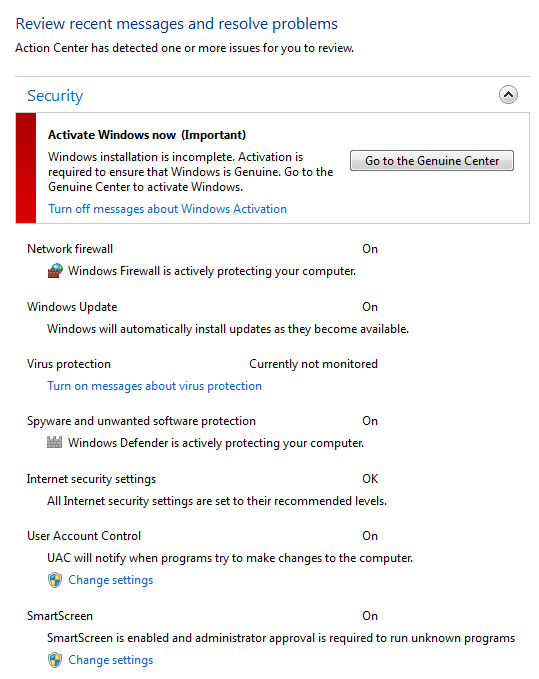 Review recent messages and resolve problems
Action Center has detected one or more issues for you to review.
Security
Activate Windows now (Important)
Windows installation is incomplete. Activation is
required to ensure that Windows is Genuine. Go to the
Genuine Center to activate Windows.
Go to the Genuine Center
Turn off messages about Windows Activation
Network firewall On
Windows Firewall is actively protecting your computer.
Windows Update On
Windows will automatically install updates as they become available.
Virus protection Currently not monitored
Turn on messages about virus protection
Spyware and unwanted software protection On
Windows Defender is actively protecting your computer.
Internet security settings OK
All Internet security settings are set to their recommended levels.
User Account Control On
UAC will notify when programs try to make changes to the computer.
Change settings
SmartScreen On
SmartScreen is enabled and administrator approval is required to run unknown programs
Change settings